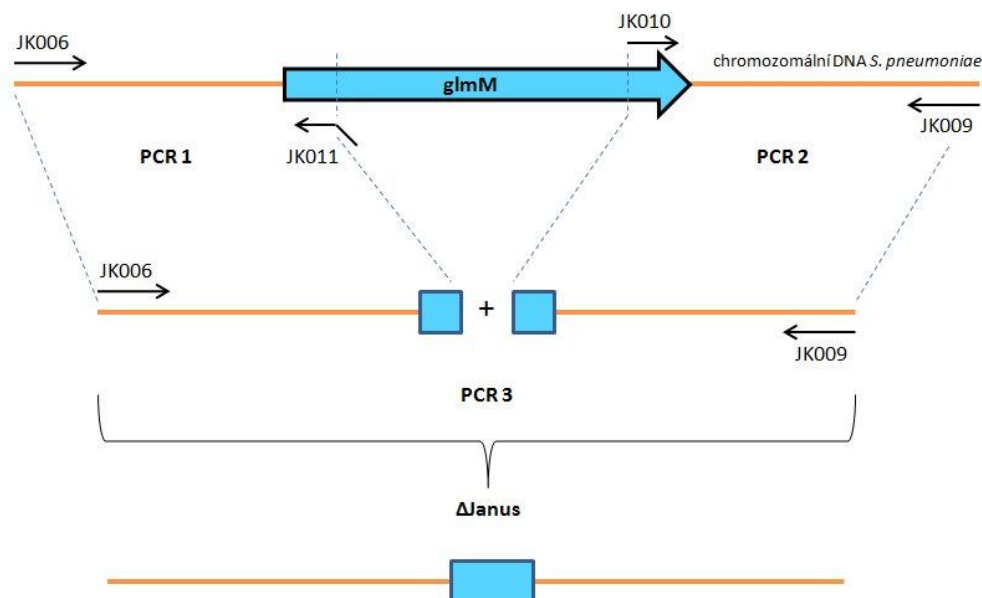 JK006
JK010
chromozomální DNA S. pneumoniae
glmM
JK009
JK011
PCR 1
PCR 2
JK006
+
JK009
PCR 3
ΔJanus